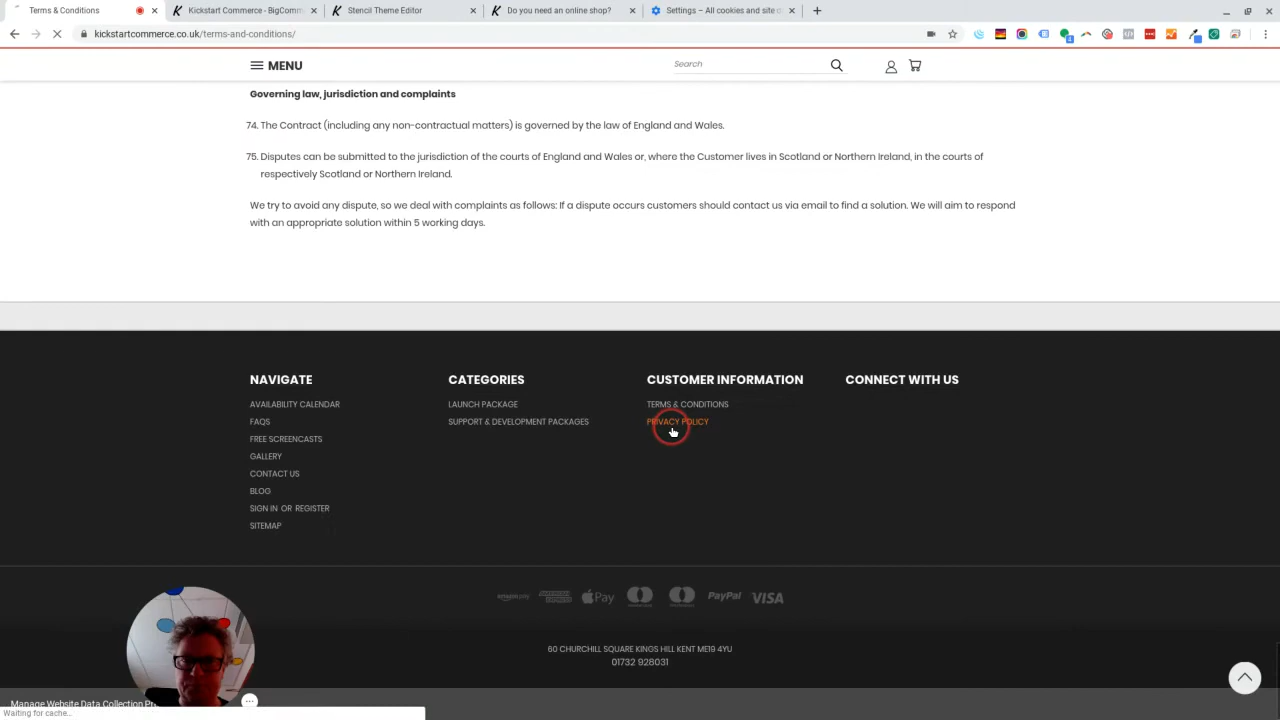 Terms & Conditions
Kickstart Commerce - BigComm
Stencil Theme Editor
Do you need an online shop?
Settings – All cookies and site d
kickstartcommerce.co.uk/terms-and-conditions/
MENU
Search
Governing law, jurisdiction and complaints
74. The Contract (including any non-contractual matters) is governed by the law of England and Wales.
75. Disputes can be submitted to the jurisdiction of the courts of England and Wales or, where the Customer lives in Scotland or Northern Ireland, in the courts of
respectively Scotland or Northern Ireland.
We try to avoid any dispute, so we deal with complaints as follows: If a dispute occurs customers should contact us via email to find a solution. We will aim to respond
with an appropriate solution within 5 working days.
NAVIGATE
AVAILABILITY CALENDAR
FAQS
FREE SCREENCASTS
GALLERY
CONTACT US
BLOG
SIGN IN OR REGISTER
SITEMAP
CATEGORIES
LAUNCH PACKAGE
SUPPORT & DEVELOPMENT PACKAGES
CUSTOMER INFORMATION
TERMS & CONDITIONS
PRIVACY POLICY
CONNECT WITH US
amazon pay
Pay
PayPal
VISA
60 CHURCHILL SQUARE KINGS HILL KENT ME19 4YU
01732 928031
Manage Website Data Collection Pr
Waiting for cache...